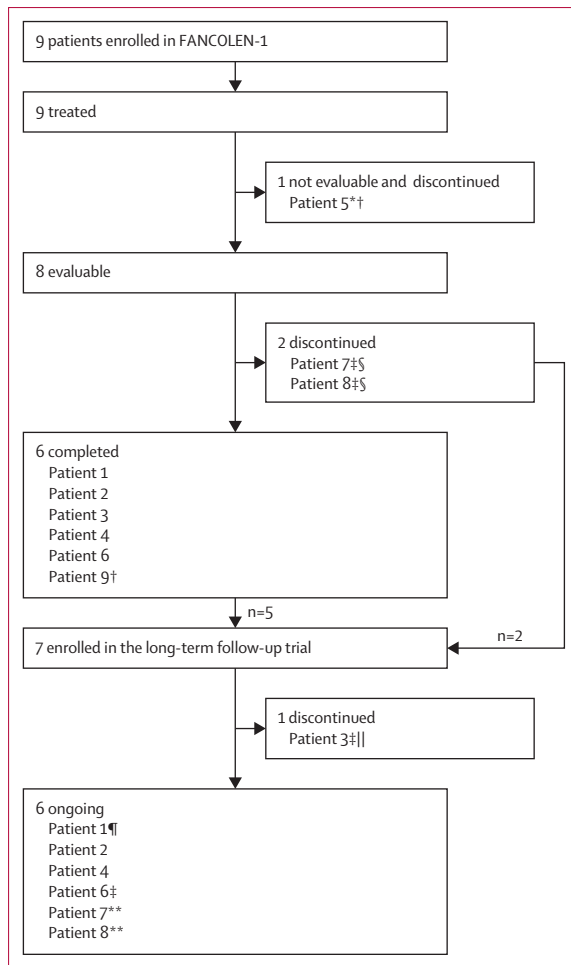 9 patients enrolled in FANCOLEN-1
9 treated
1 not evaluable and discontinued
Patient 5*†
8 evaluable
2 discontinued
Patient 7‡§
Patient 8‡§
6 completed
Patient 1
Patient 2
Patient 3
Patient 4
Patient 6
Patient 9†
n=5
n=2
7 enrolled in the long-term follow-up trial
1 discontinued
Patient 3‡||
6 ongoing
Patient 1¶
Patient 2
Patient 4
Patient 6‡
Patient 7**
Patient 8**